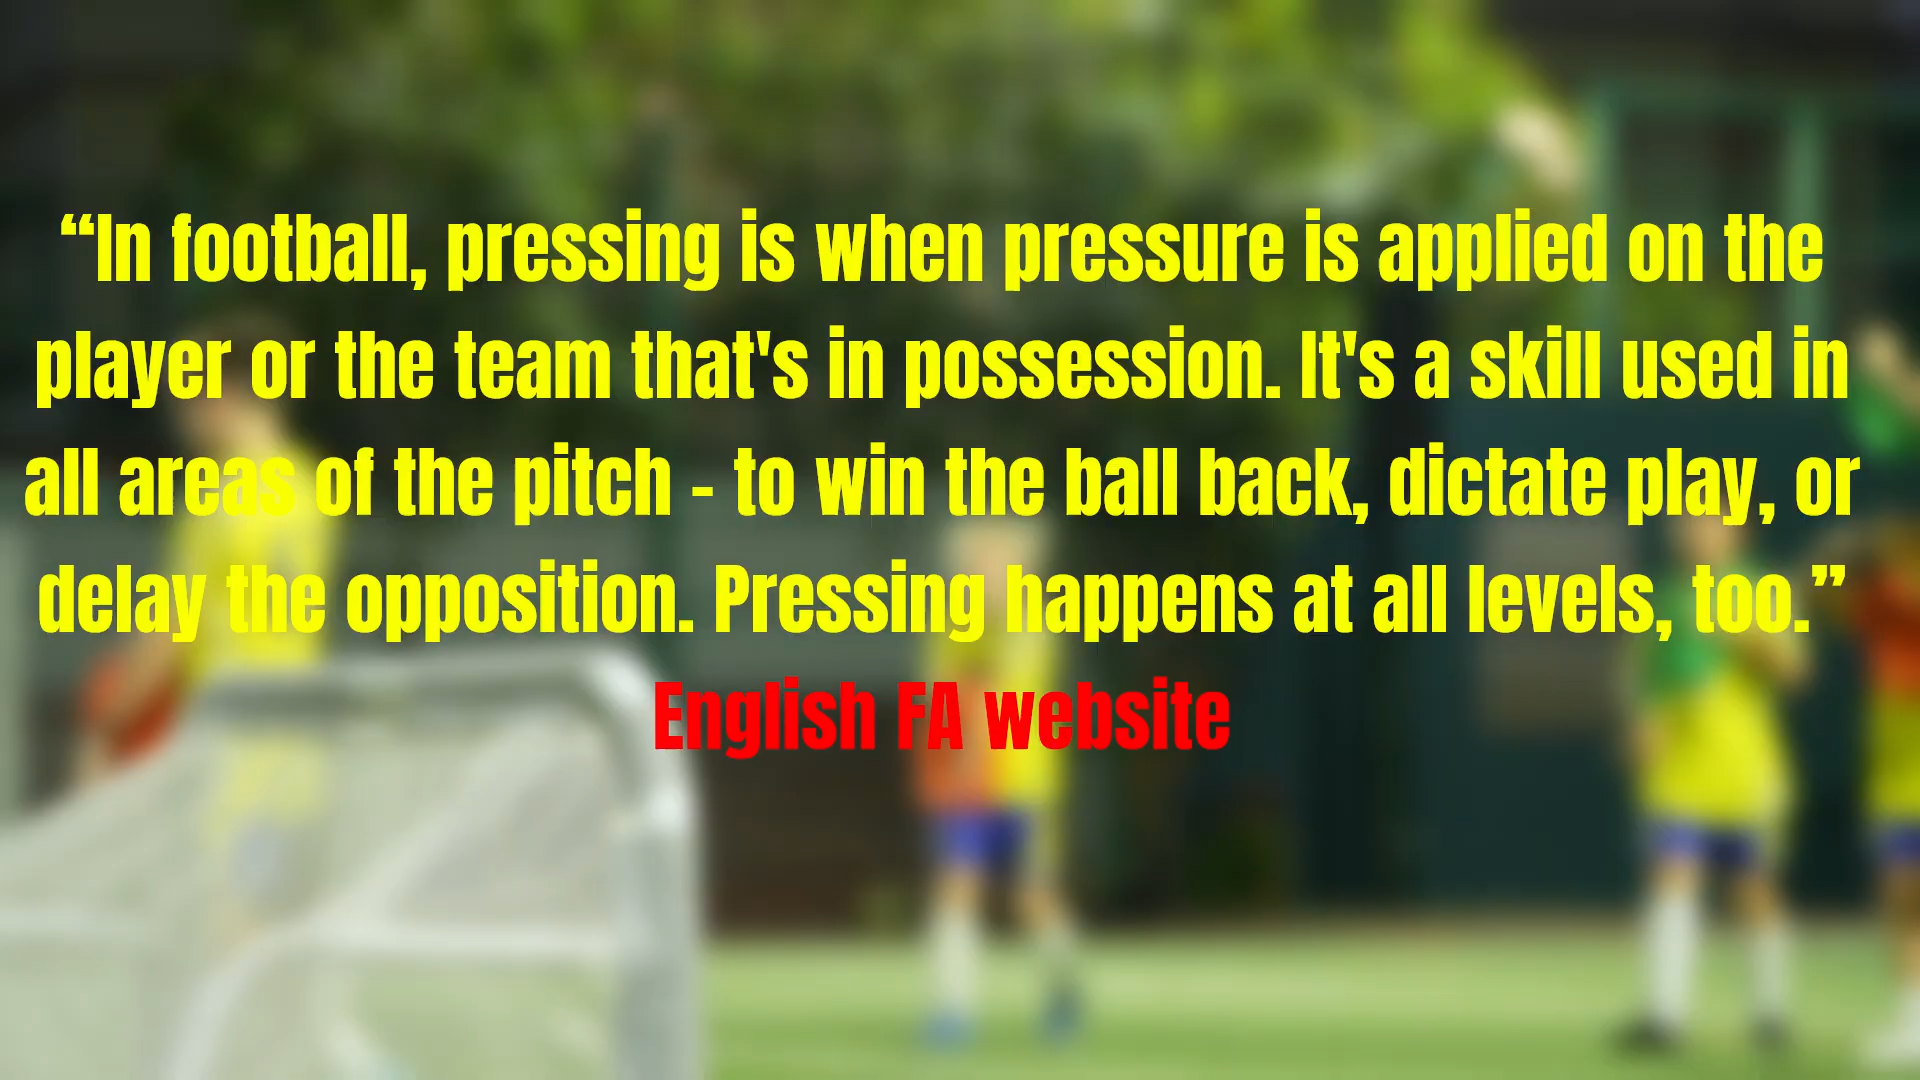 “In football, pressing is when pressure is applied on the
player or the team that's in possession. It's a skill used in
all areas of the pitch - to win the ball back, dictate play, or
delay the opposition. Pressing happens at all levels, too.”
English FA website